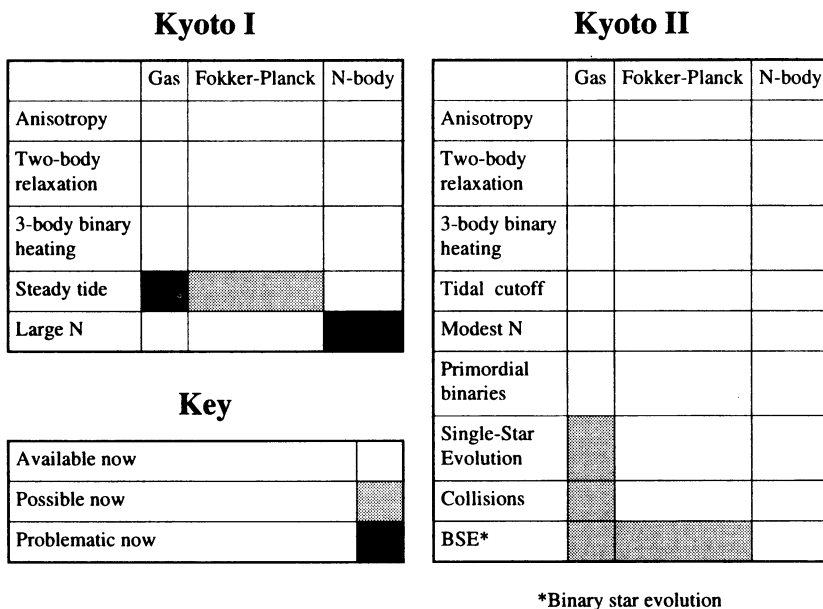 Kyoto I
Gas Fokker-Planck N-body
Anisotropy
Two-body
relaxation
3-body binary
heating
Steady tide
Large N
Key
Available now
Possible now
Problematic now
Kyoto II
Gas Fokker-Planck N-body
Anisotropy
Two-body
relaxation
3-body binary
heating
Tidal cutoff
Modest N
Primordial
binaries
Single-Star
Evolution
Collisions
BSE*
*Binary star evolution